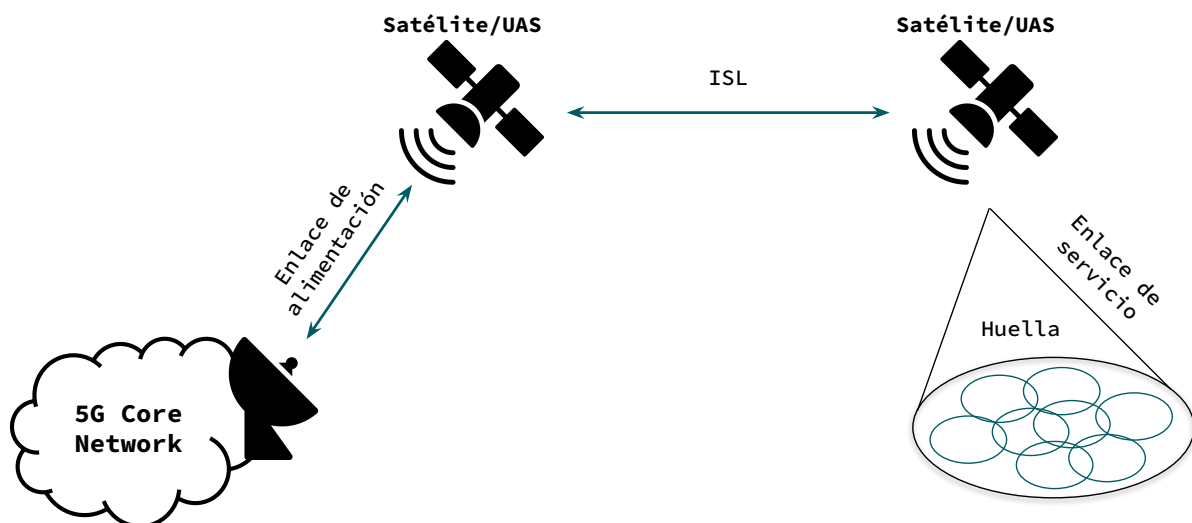 Satélite/UAS
Satélite/UAS
ISL
Enlace de
alimentación
Enlace de
servicio
Huella
5G Core
Network